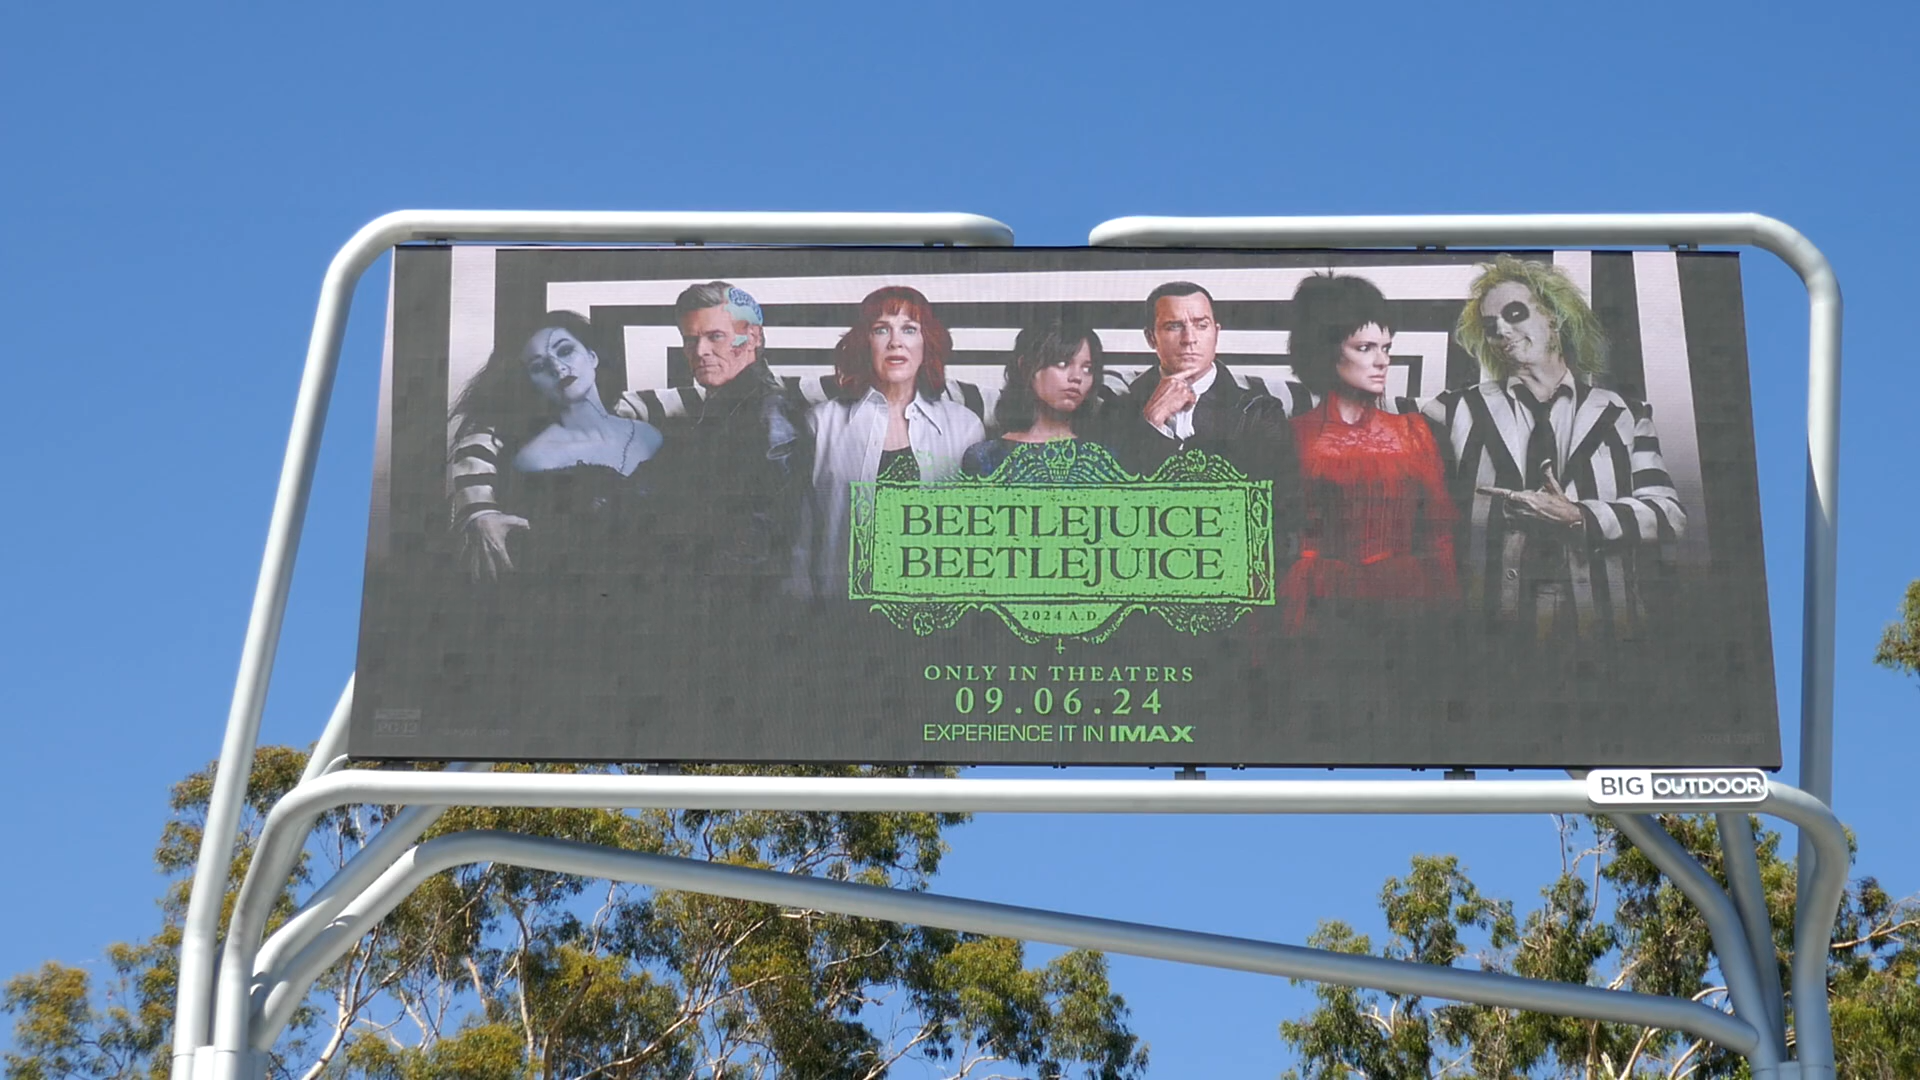 BEETLEJUICE
BEETLEJUICE
2024 A.D.
ONLY IN THEATERS
09.06.24
EXPERIENCE IT IN IMAX
BIG OUTDOOR